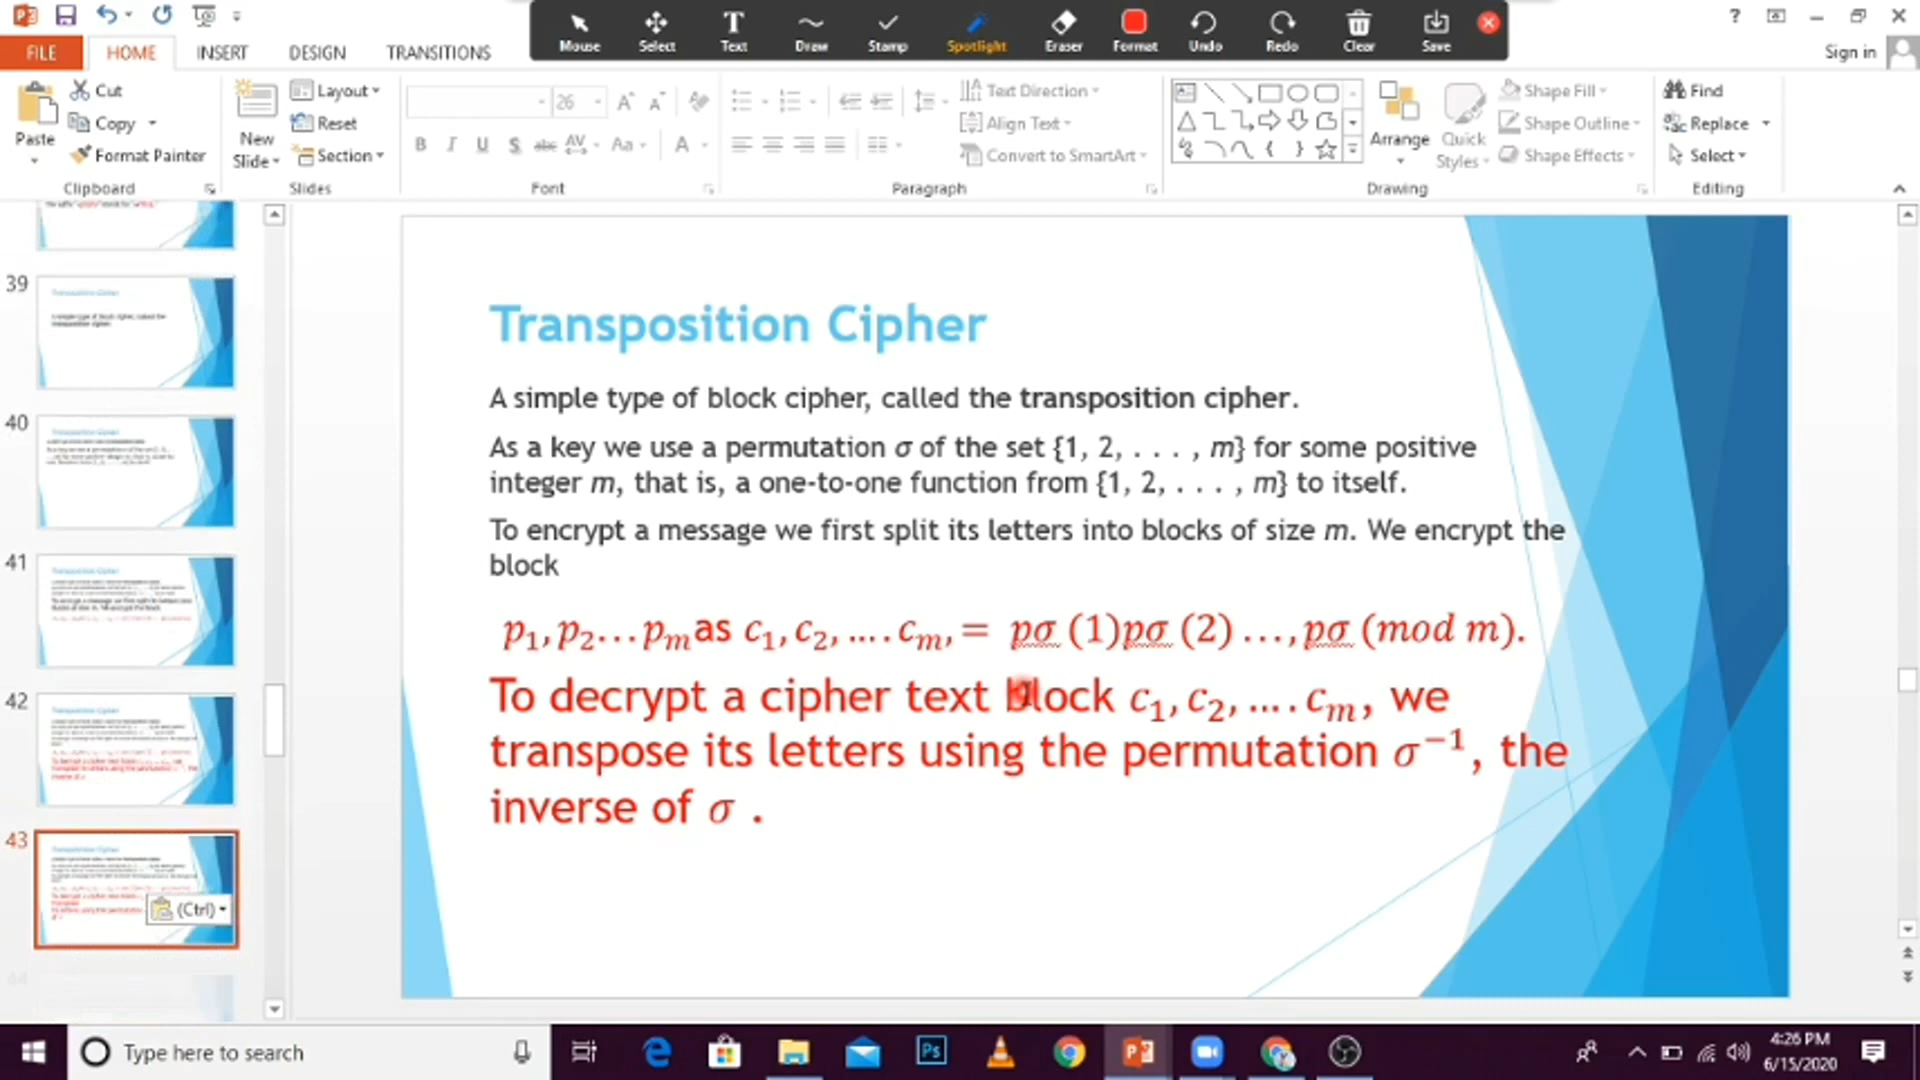 Mouse Select Text Draw Stamp Spotlight Eraser Format Undo Redo Clear Save
?
FILE HOME INSERT DESIGN TRANSITIONS
Sign in
Paste
Cut
Copy
Format Painter
Clipboard
New
Slide
Layout
Reset
Section
Slides
26
B I U S abc AV Aa A
Font
Text Direction
Align Text
Convert to SmartArt
Paragraph
Arrange
Quick
Styles
Shape Fill
Shape Outline
Shape Effects
Drawing
Find
Replace
Select
Editing
39
40
41
42
43
44
(Ctrl)
Transposition Cipher
A simple type of block cipher, called the transposition cipher.
As a key we use a permutation σ of the set {1, 2, . . . , m} for some positive
integer m, that is, a one-to-one function from {1, 2, . . . , m} to itself.
To encrypt a message we first split its letters into blocks of size m. We encrypt the
block
p₁, p₂…pₘas c₁, c₂, ….cₘ, = pσ (1)pσ (2) …,pσ (mod m).
To decrypt a cipher text block c₁, c₂, ….cₘ, we
transpose its letters using the permutation σ⁻¹, the
inverse of σ .
Type here to search
Ps
4:26 PM
6/15/2020